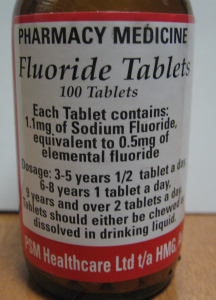 PHARMACY MEDICINE
Fluoride Tablets
100 Tablets
Each Tablet contains:
1.1mg of Sodium Fluoride,
equivalent to 0.5mg of
elemental fluoride
Dosage: 3-5 years 1/2 tablet a day.
6-8 years 1 tablet a day.
9 years and over 2 tablets a day.
Tablets should either be chewed or
dissolved in drinking liquid.
PSM Healthcare Ltd t/a HMG,